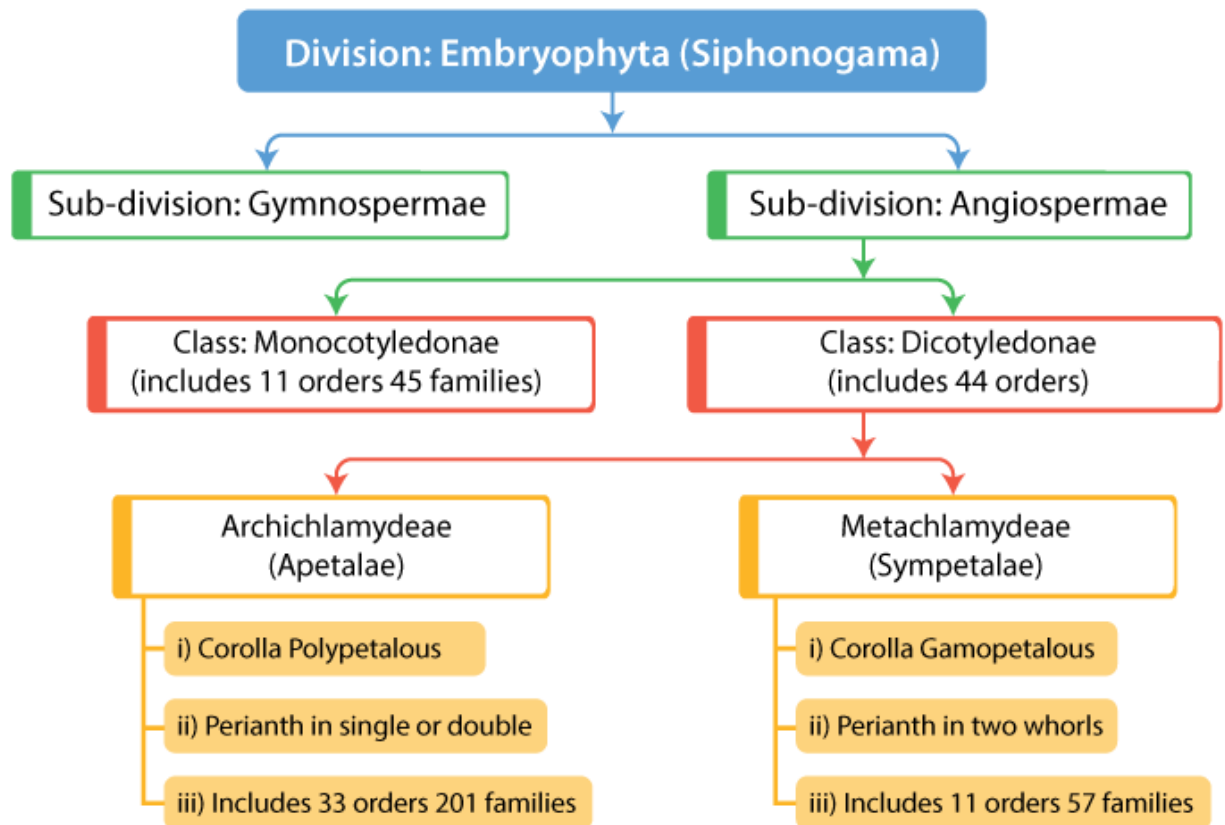 Division: Embryophyta (Siphonogama)
Sub-division: Gymnospermae
Sub-division: Angiospermae
Class: Monocotyledonae
(includes 11 orders 45 families)
Class: Dicotyledonae
(includes 44 orders)
Archichlamydeae
(Apetalae)
i) Corolla Polypetalous
ii) Perianth in single or double
iii) Includes 33 orders 201 families
Metachlamydeae
(Sympetalae)
i) Corolla Gamopetalous
ii) Perianth in two whorls
iii) Includes 11 orders 57 families